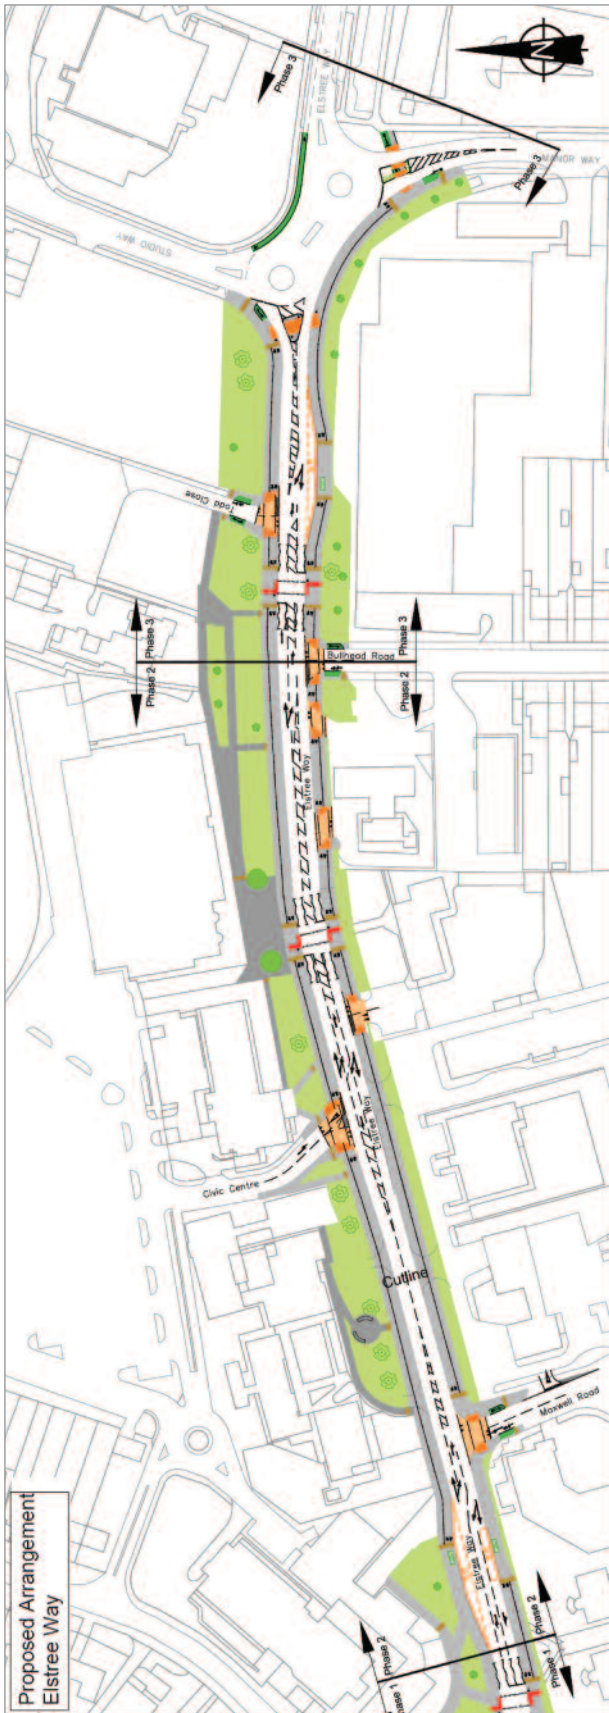 Phase 3
ELSTREE WAY
N
MANOR WAY
Phase 3
STUDIO WAY
Todd Close
Phase 2 Phase 3
Bullhead Road
Phase 2 Phase 3
Elstree Way
Elstree Way
Civic Centre
Cutline
Maxwell Road
Elstree Way
Phase 1 Phase 2
Phase 1 Phase 2
Proposed Arrangement
Elstree Way